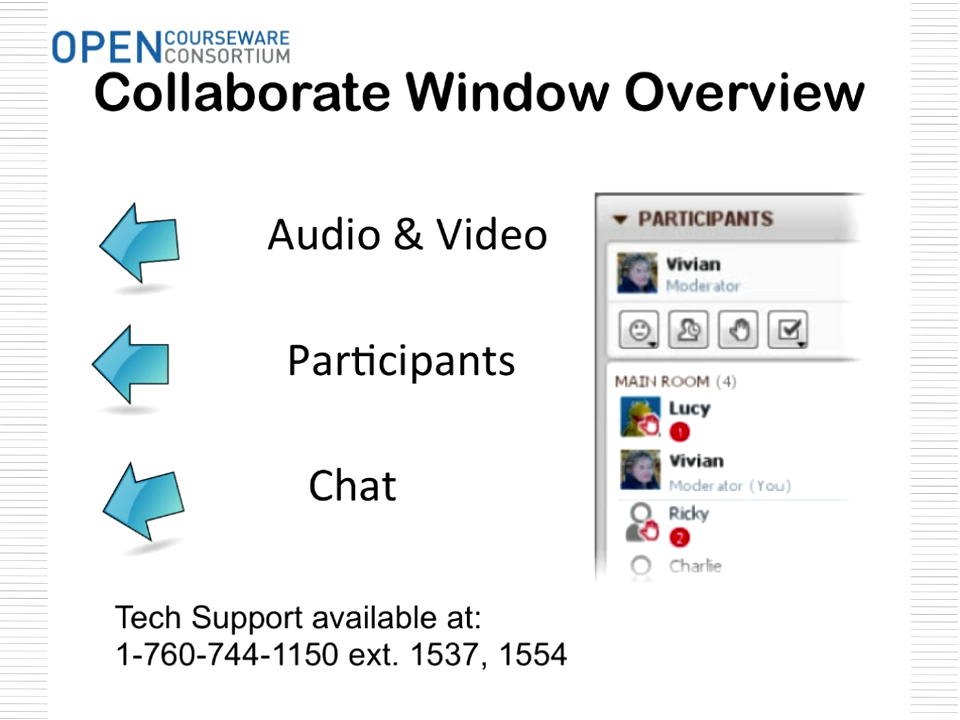 OPEN COURSEWARE CONSORTIUM
Collaborate Window Overview
Audio & Video
Participants
Chat
PARTICIPANTS
Vivian
Moderator
MAIN ROOM (4)
Lucy
1
Vivian
Moderator (You)
Ricky
2
Charlie
Tech Support available at:
1-760-744-1150 ext. 1537, 1554